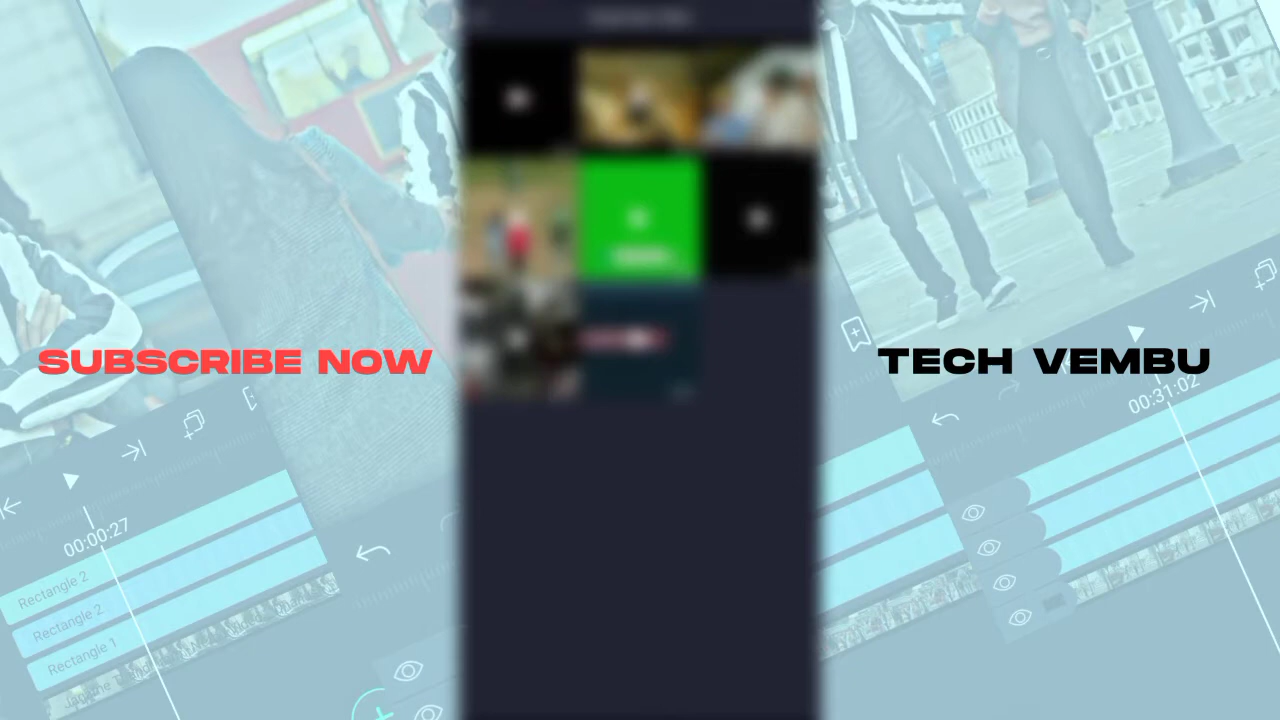 SUBSCRIBE NOW
TECH VEMBU
00:31:02
00:00:27
Rectangle 2
Rectangle 2
Rectangle 1